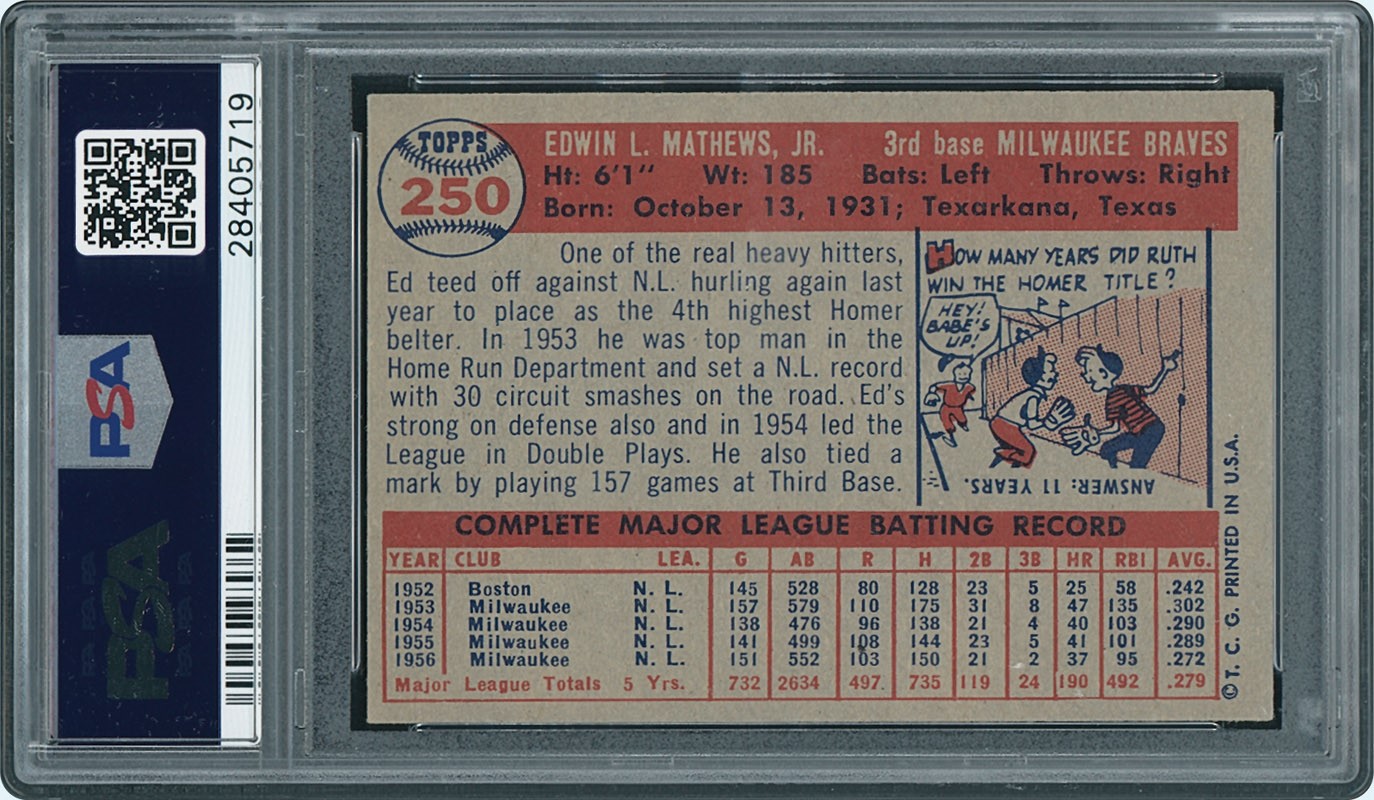 PSA
PSA
28405719
TOPPS
250
EDWIN L. MATHEWS, JR. 3rd base MILWAUKEE BRAVES
Ht: 6'1" Wt: 185 Bats: Left Throws: Right
Born: October 13, 1931; Texarkana, Texas
One of the real heavy hitters,
Ed teed off against N.L. hurling again last
year to place as the 4th highest Homer
belter. In 1953 he was top man in the
Home Run Department and set a N.L. record
with 30 circuit smashes on the road. Ed's
strong on defense also and in 1954 led the
League in Double Plays. He also tied a
mark by playing 157 games at Third Base.
HOW MANY YEARS DID RUTH
WIN THE HOMER TITLE?
HEY!
BABE'S
UP!
ANSWER: 11 YEARS.
COMPLETE MAJOR LEAGUE BATTING RECORD
YEAR CLUB LEA. G AB R H 2B 3B HR RBI AVG.
1952 Boston N. L. 145 528 80 128 23 5 25 58 .242
1953 Milwaukee N. L. 157 579 110 175 31 8 47 135 .302
1954 Milwaukee N. L. 138 476 96 138 21 4 40 103 .290
1955 Milwaukee N. L. 141 499 108 144 23 5 41 101 .289
1956 Milwaukee N. L. 151 552 103 150 21 2 37 95 .272
Major League Totals 5 Yrs. 732 2634 497 735 119 24 190 492 .279
© T. C. G. PRINTED IN U.S.A.